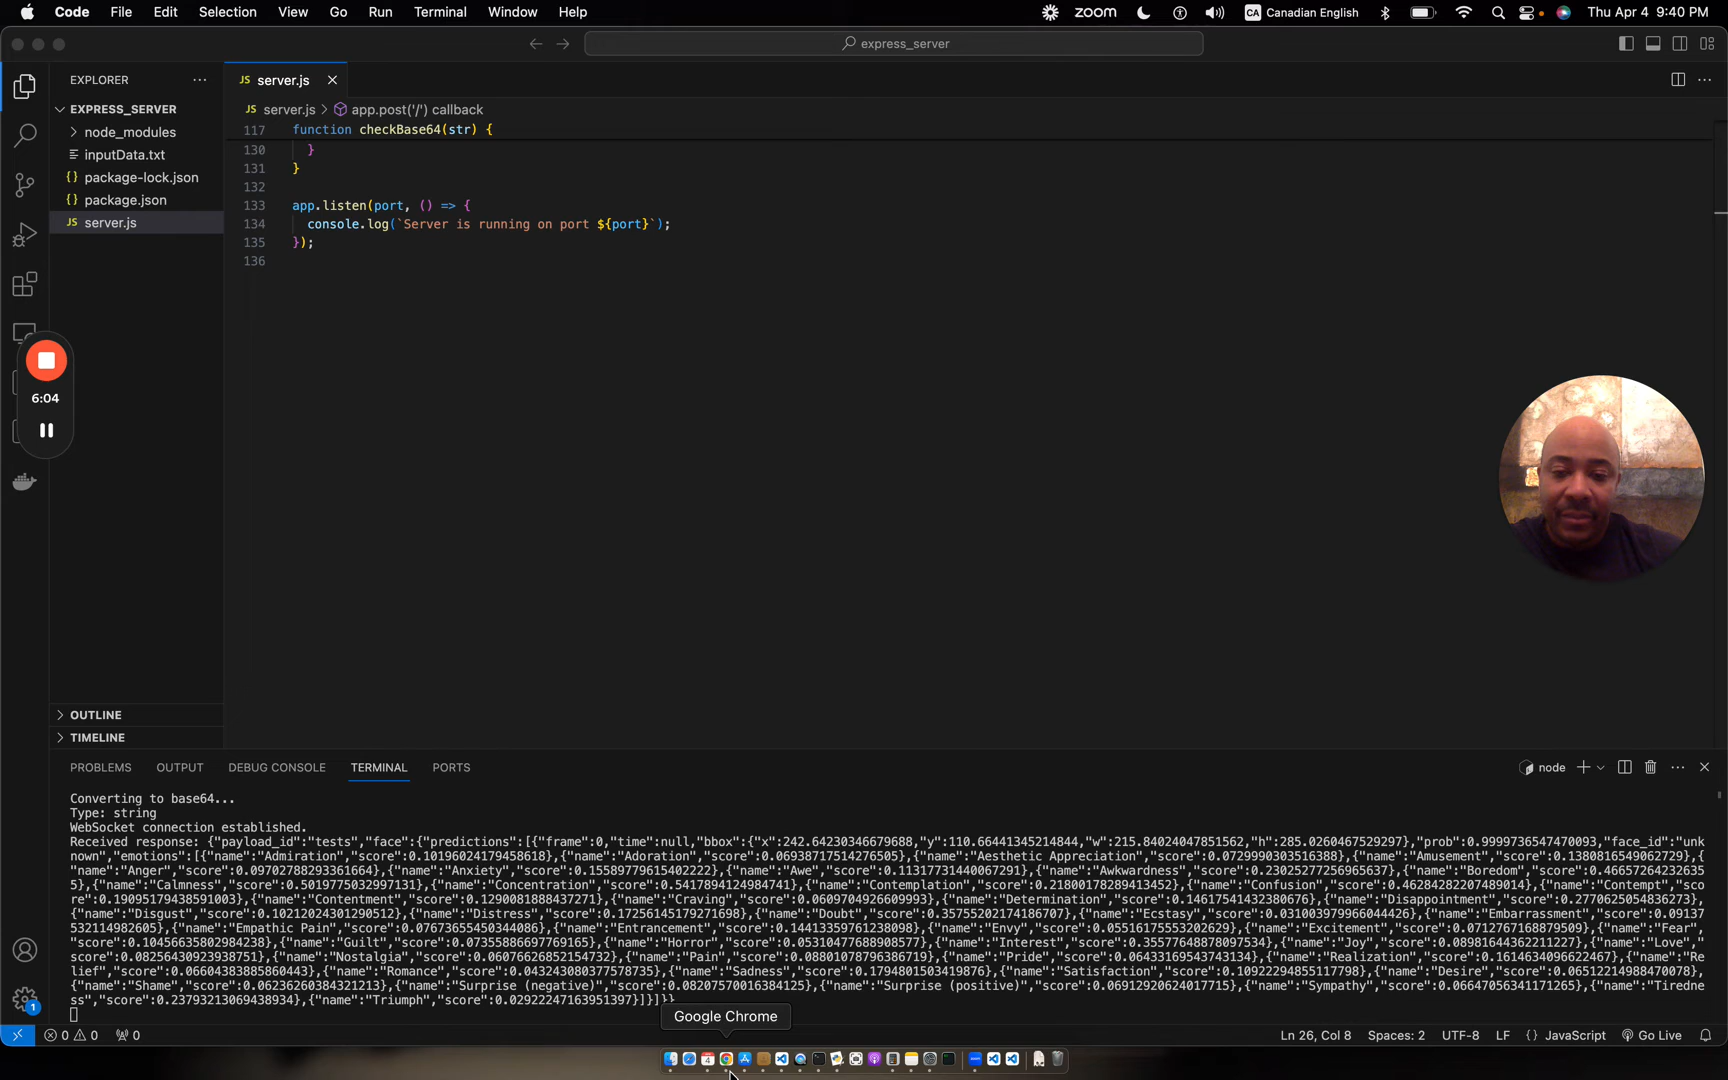 Code File Edit Selection View Go Run Terminal Window Help zoom CA Canadian English Thu Apr 4 9:40 PM
express_server
EXPLORER
JS server.js
EXPRESS_SERVER
JS server.js > app.post('/') callback
node_modules
inputData.txt
{} package-lock.json
{} package.json
JS server.js
117 function checkBase64(str) {
130 }
131 }
132
133 app.listen(port, () => {
134 console.log(`Server is running on port ${port}`);
135 });
136
6:04
OUTLINE
TIMELINE
PROBLEMS OUTPUT DEBUG CONSOLE TERMINAL PORTS node
Converting to base64...
Type: string
WebSocket connection established.
Received response: {"payload_id":"tests","face":{"predictions":[{"frame":0,"time":null,"bbox":{"x":242.64230346679688,"y":110.66441345214844,"w":215.84024047851562,"h":285.0260467529297},"prob":0.9999736547470093,"face_id":"unk
nown","emotions":[{"name":"Admiration","score":0.10196024179458618},{"name":"Adoration","score":0.06938717514276505},{"name":"Aesthetic Appreciation","score":0.07299903035163880},{"name":"Amusement","score":0.1380816549062729},{
"name":"Anger","score":0.09702788293361664},{"name":"Anxiety","score":0.15589779615402222},{"name":"Awe","score":0.11317731440067291},{"name":"Awkwardness","score":0.23025277256965637},{"name":"Boredom","score":0.46657264232635
5},{"name":"Calmness","score":0.5019775032997131},{"name":"Concentration","score":0.5417894124984741},{"name":"Contemplation","score":0.21800178289413452},{"name":"Confusion","score":0.46284282207489014},{"name":"Contempt","sco
re":0.19095179438591003},{"name":"Contentment","score":0.1290081888437271},{"name":"Craving","score":0.0609704926609993},{"name":"Determination","score":0.14617541432380676},{"name":"Disappointment","score":0.2770625054836273},
{"name":"Disgust","score":0.10212024301290512},{"name":"Distress","score":0.17256145179271698},{"name":"Doubt","score":0.35755202174186707},{"name":"Ecstasy","score":0.031003979966044426},{"name":"Embarrassment","score":0.09137
532114982605},{"name":"Empathic Pain","score":0.07673655450344086},{"name":"Entrancement","score":0.14413359761238098},{"name":"Envy","score":0.05516175553202629},{"name":"Excitement","score":0.0712767168879509},{"name":"Fear",
"score":0.10456635802984238},{"name":"Guilt","score":0.07355886697769165},{"name":"Horror","score":0.05310477688908577},{"name":"Interest","score":0.35577648878097534},{"name":"Joy","score":0.08981644362211227},{"name":"Love","s
core":0.08256430923938751},{"name":"Nostalgia","score":0.06076626852154732},{"name":"Pain","score":0.08801078796386719},{"name":"Pride","score":0.06433169543743134},{"name":"Realization","score":0.1614634096622467},{"name":"Re
lief","score":0.06604383885860443},{"name":"Romance","score":0.043243080377578735},{"name":"Sadness","score":0.1794801503419876},{"name":"Satisfaction","score":0.10922294855117798},{"name":"Desire","score":0.06512214988470078},
{"name":"Shame","score":0.06236260384321213},{"name":"Surprise (negative)","score":0.08207570016384125},{"name":"Surprise (positive)","score":0.06912920624017715},{"name":"Sympathy","score":0.06647056341171265},{"name":"Tiredne
ss","score":0.23793213069438934},{"name":"Triumph","score":0.02922247163951397}]}]}}
Google Chrome
1
0 0 0 Ln 26, Col 8 Spaces: 2 UTF-8 LF {} JavaScript Go Live
4